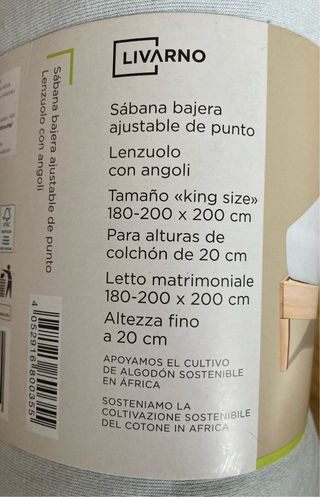 LIVARNO
Sábana bajera
ajustable de punto
Lenzuolo
con angoli
Tamaño «king size»
180-200 x 200 cm
Para alturas de
colchón de 20 cm
Letto matrimoniale
180-200 x 200 cm
Altezza fino
a 20 cm
APOYAMOS EL CULTIVO
DE ALGODÓN SOSTENIBLE
EN ÁFRICA
SOSTENIAMO LA
COLTIVAZIONE SOSTENIBILE
DEL COTONE IN AFRICA
Sábana bajera ajustable de punto
Lenzuolo con angoli
4 052916 800355